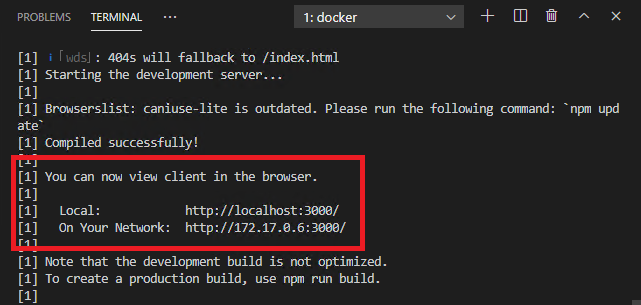 PROBLEMS TERMINAL ... 1: docker
[1] i ｢wds｣: 404s will fallback to /index.html
[1] Starting the development server...
[1]
[1] Browserslist: caniuse-lite is outdated. Please run the following command: `npm upd
ate`
[1] Compiled successfully!
[1]
[1] You can now view client in the browser.
[1]
[1] Local: http://localhost:3000/
[1] On Your Network: http://172.17.0.6:3000/
[1]
[1] Note that the development build is not optimized.
[1] To create a production build, use npm run build.
[1]